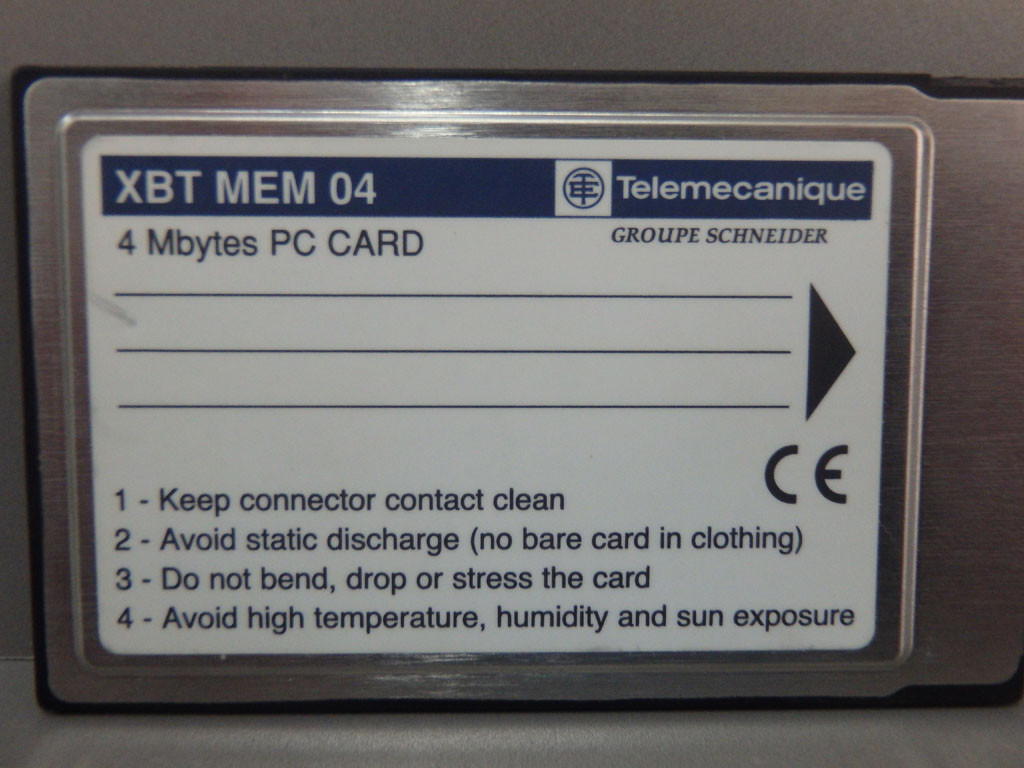 XBT MEM 04
TE Telemecanique
4 Mbytes PC CARD
GROUPE SCHNEIDER
CE
1 - Keep connector contact clean
2 - Avoid static discharge (no bare card in clothing)
3 - Do not bend, drop or stress the card
4 - Avoid high temperature, humidity and sun exposure